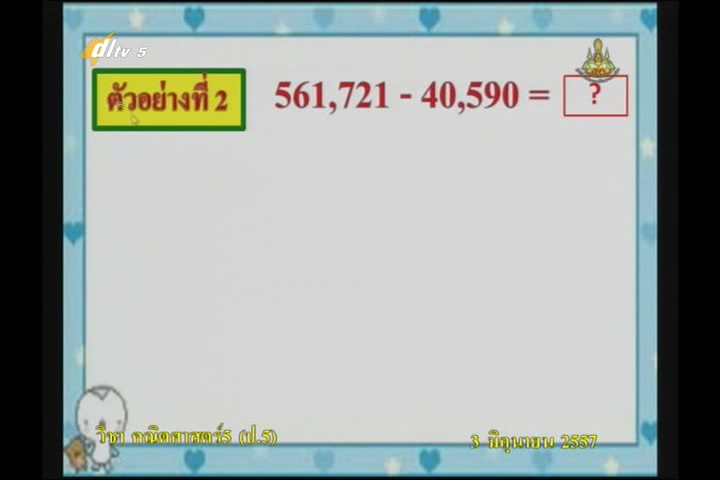 dltv 5
ตัวอย่างที่ 2
561,721 - 40,590 = ?
วิชา คณิตศาสตร์5 (ป.5)
3 มิถุนายน 2557